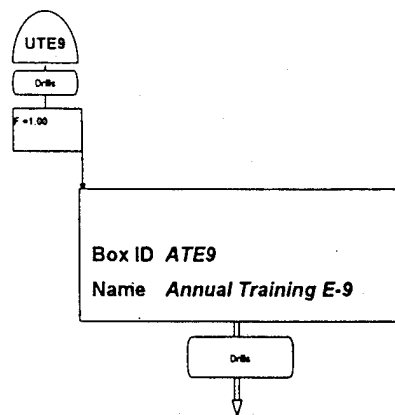 UTE9
Drills
F =1.00
Box ID ATE9
Name Annual Training E-9
Drills